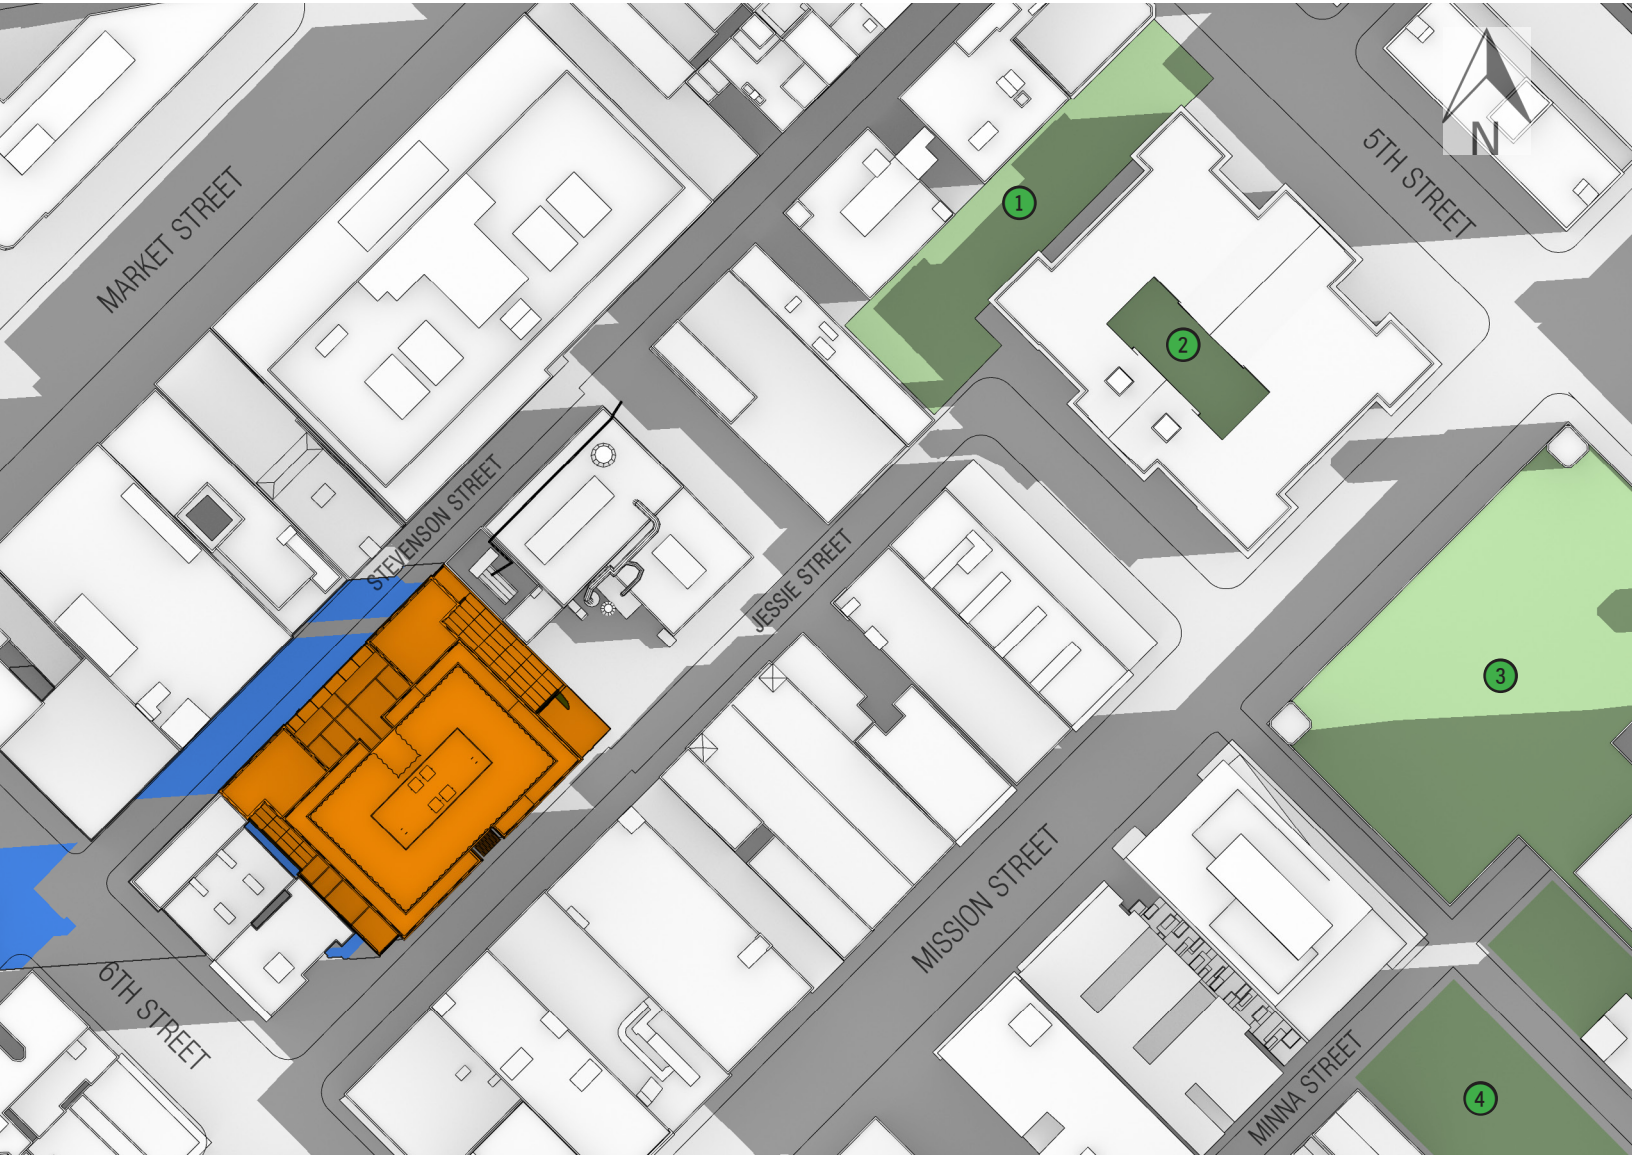 N
5TH STREET
MARKET STREET
1
2
STEVENSON STREET
JESSIE STREET
3
MISSION STREET
6TH STREET
MINNA STREET
4